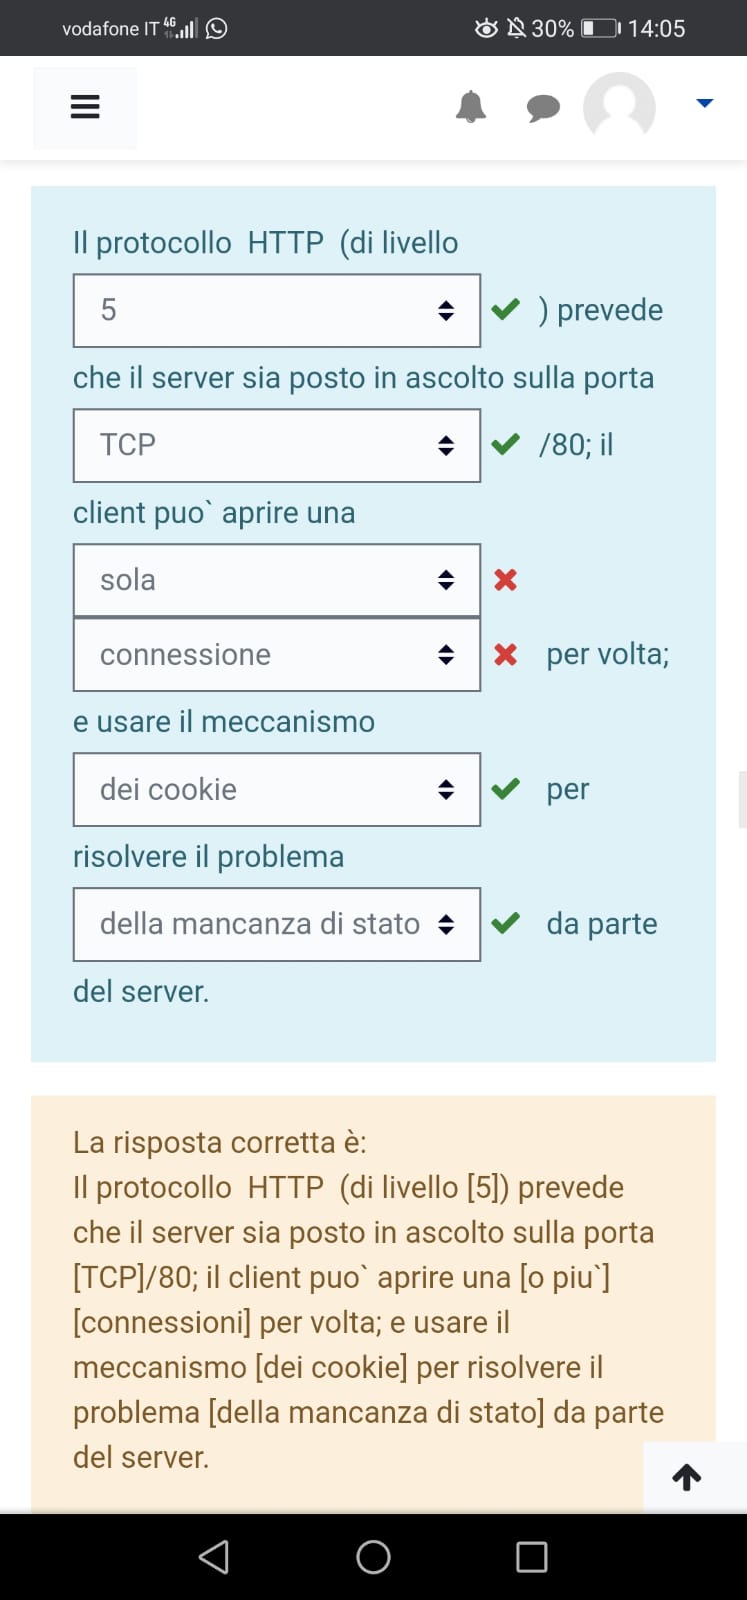 vodafone IT 4G 30% 14:05
Il protocollo HTTP (di livello
5 ) prevede
che il server sia posto in ascolto sulla porta
TCP /80; il
client puo` aprire una
sola
connessione per volta;
e usare il meccanismo
dei cookie per
risolvere il problema
della mancanza di stato da parte
del server.
La risposta corretta è:
Il protocollo HTTP (di livello [5]) prevede
che il server sia posto in ascolto sulla porta
[TCP]/80; il client puo` aprire una [o piu`]
[connessioni] per volta; e usare il
meccanismo [dei cookie] per risolvere il
problema [della mancanza di stato] da parte
del server.